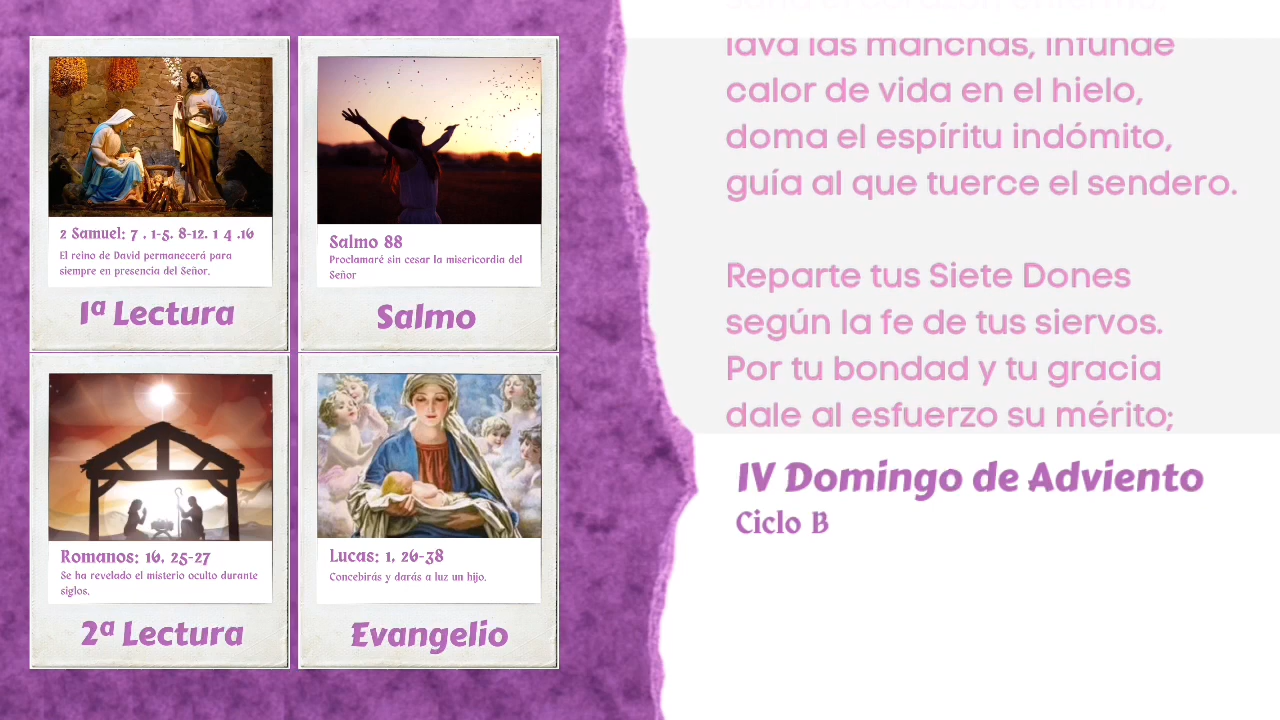 2 Samuel: 7 . 1-5. 8-12. 1 4 .16
El reino de David permanecerá para
siempre en presencia del Señor.
1ª Lectura
Salmo 88
Proclamaré sin cesar la misericordia del
Señor
Salmo
Romanos: 16, 25-27
Se ha revelado el misterio oculto durante
siglos.
2ª Lectura
Lucas: 1, 26-38
Concebirás y darás a luz un hijo.
Evangelio
lava las manchas, infunde
calor de vida en el hielo,
doma el espíritu indómito,
guía al que tuerce el sendero.
Reparte tus Siete Dones
según la fe de tus siervos.
Por tu bondad y tu gracia
dale al esfuerzo su mérito;
IV Domingo de Adviento
Ciclo B